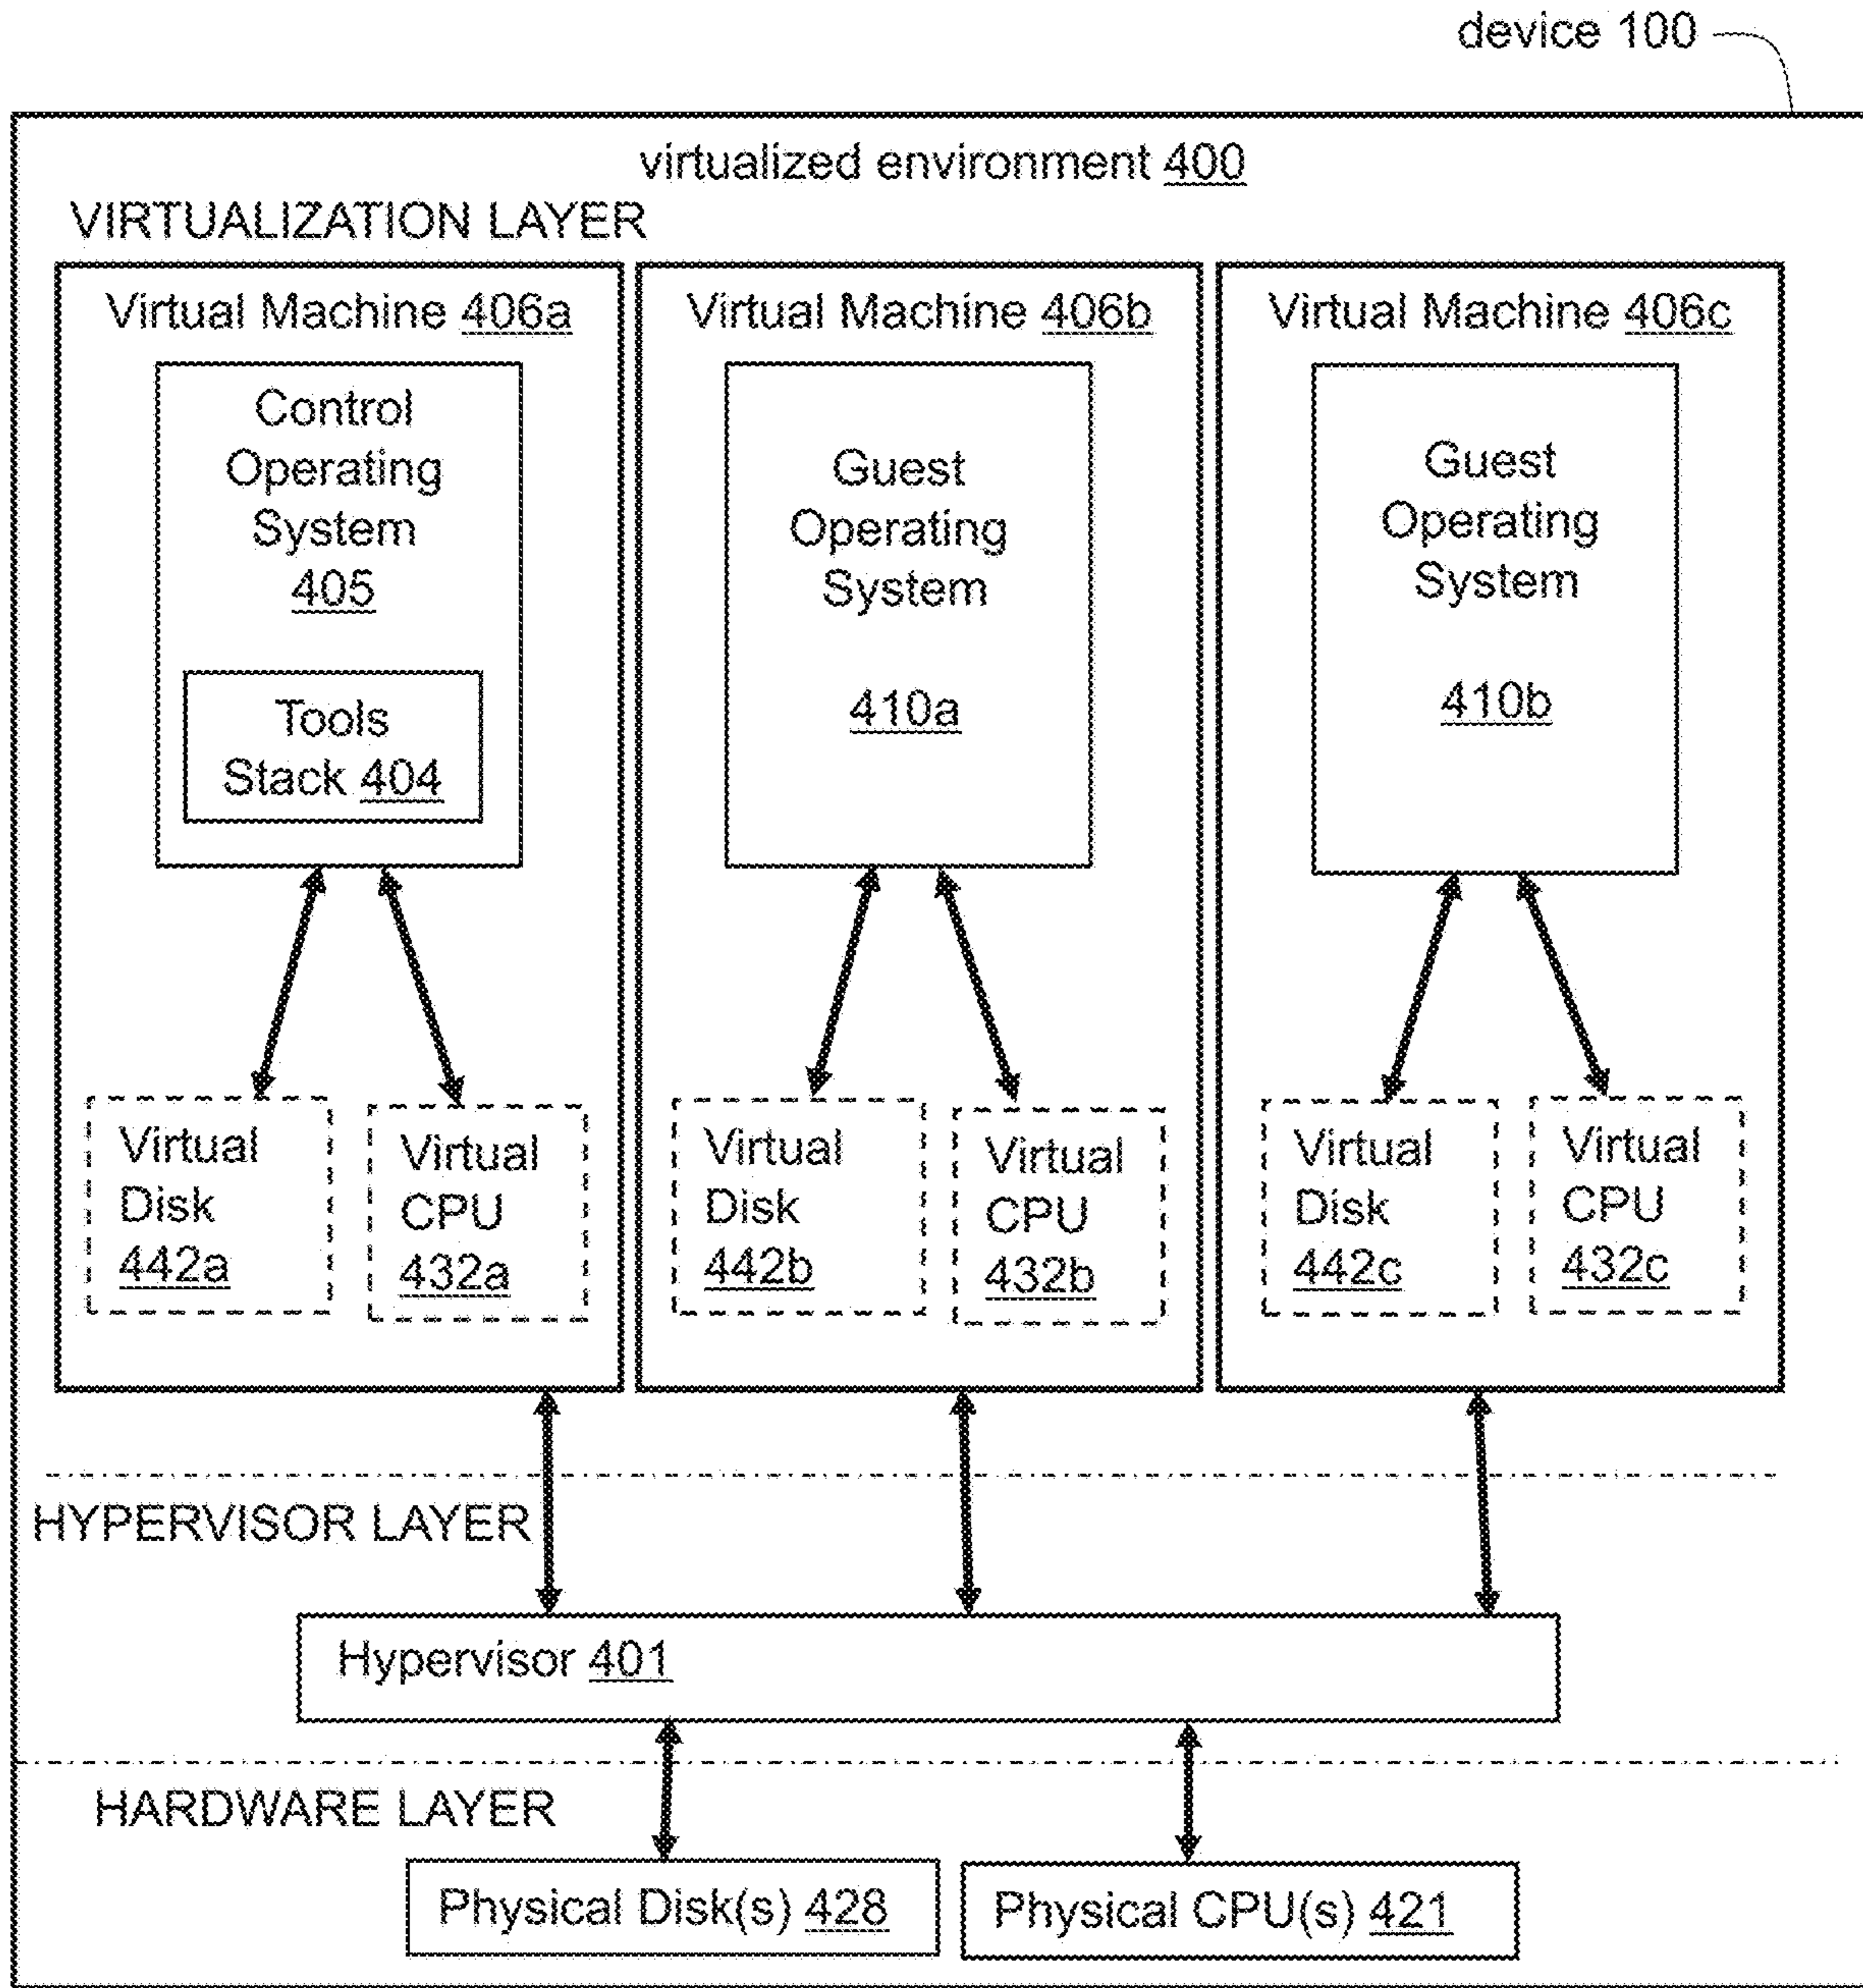 device 100
virtualized environment 400
VIRTUALIZATION LAYER
Virtual Machine 406a
Control
Operating
System
405
Tools
Stack 404
Virtual
Disk
442a
Virtual
CPU
432a
Virtual Machine 406b
Guest
Operating
System
410a
Virtual
Disk
442b
Virtual
CPU
432b
Virtual Machine 406c
Guest
Operating
System
410b
Virtual
Disk
442c
Virtual
CPU
432c
HYPERVISOR LAYER
Hypervisor 401
HARDWARE LAYER
Physical Disk(s) 428
Physical CPU(s) 421